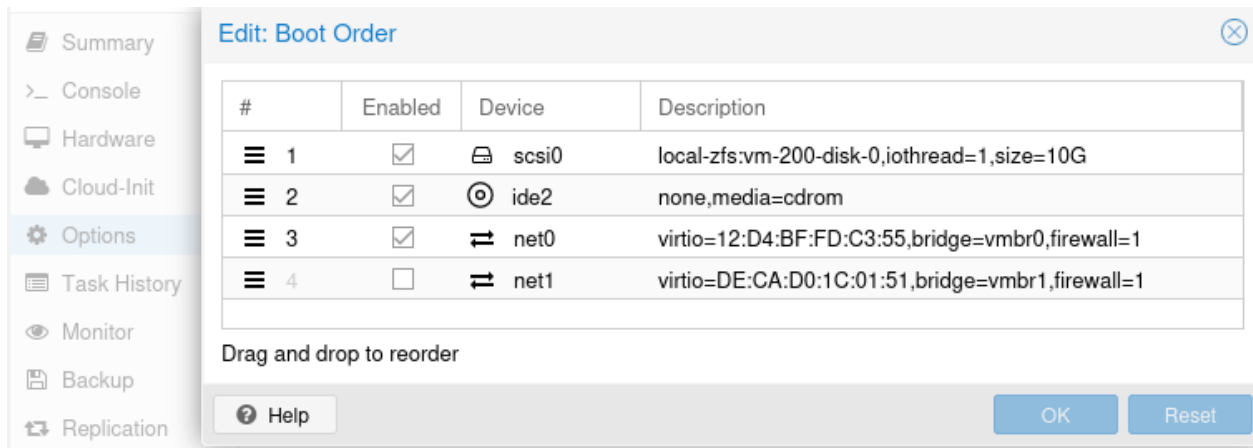 Summary
Console
Hardware
Cloud-Init
Options
Task History
Monitor
Backup
Replication
Edit: Boot Order
# Enabled Device Description
1 scsi0 local-zfs:vm-200-disk-0,iothread=1,size=10G
2 ide2 none,media=cdrom
3 net0 virtio=12:D4:BF:FD:C3:55,bridge=vmbr0,firewall=1
4 net1 virtio=DE:CA:D0:1C:01:51,bridge=vmbr1,firewall=1
Drag and drop to reorder
Help OK Reset